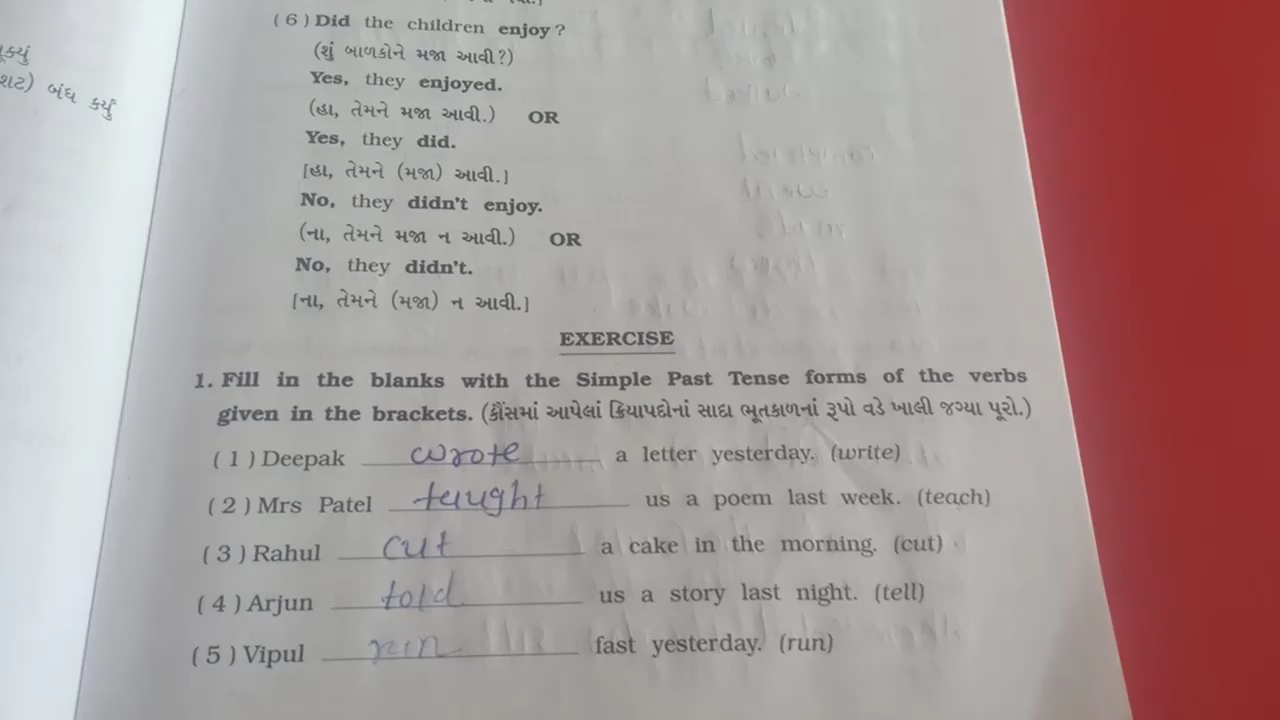 ક્યું
શટ) બંધ કર્યું
( 6 ) Did the children enjoy ?
(શું બાળકોને મજા આવી ?)
Yes, they enjoyed.
(હા, તેમને મજા આવી.) OR
Yes, they did.
[હા, તેમને (મજા) આવી.]
No, they didn't enjoy.
(ના, તેમને મજા ન આવી.) OR
No, they didn't.
[ના, તેમને (મજા) ન આવી.]
EXERCISE
1. Fill in the blanks with the Simple Past Tense forms of the verbs
given in the brackets. (કૌંસમાં આપેલાં ક્રિયાપદોનાં સાદા ભૂતકાળનાં રૂપો વડે ખાલી જગ્યા પૂરો.)
( 1 ) Deepak wrote a letter yesterday. (write)
( 2 ) Mrs Patel taught us a poem last week. (teach)
( 3 ) Rahul cut a cake in the morning. (cut)
( 4 ) Arjun told us a story last night. (tell)
( 5 ) Vipul run fast yesterday. (run)